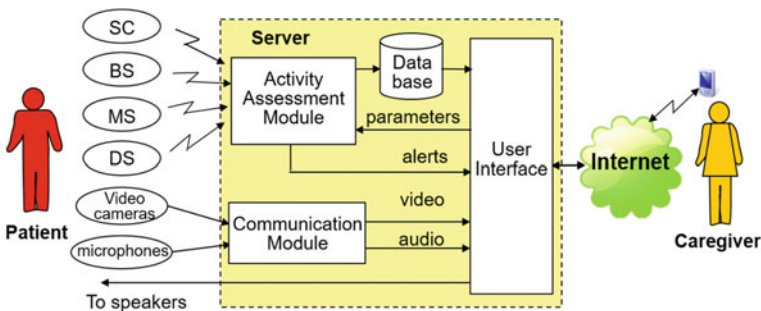 SC
BS
MS
DS
Video
cameras
microphones
Patient
To speakers
Server
Activity
Assessment
Module
Data
base
parameters
alerts
Communication
Module
video
audio
User
Interface
Internet
Caregiver